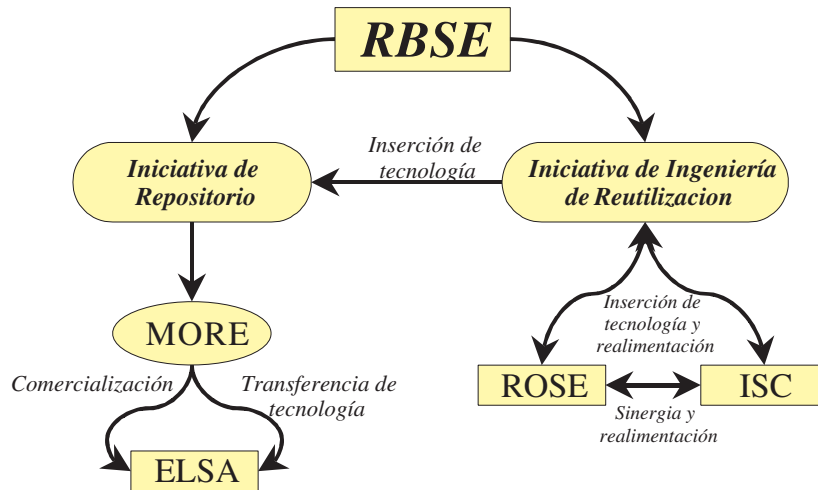 RBSE
Inserción de
tecnología
Iniciativa de
Repositorio
Iniciativa de Ingeniería
de Reutilizacion
MORE
Inserción de
tecnología y
realimentación
Comercialización
Transferencia de
tecnología
ROSE
ISC
Sinergia y
realimentación
ELSA